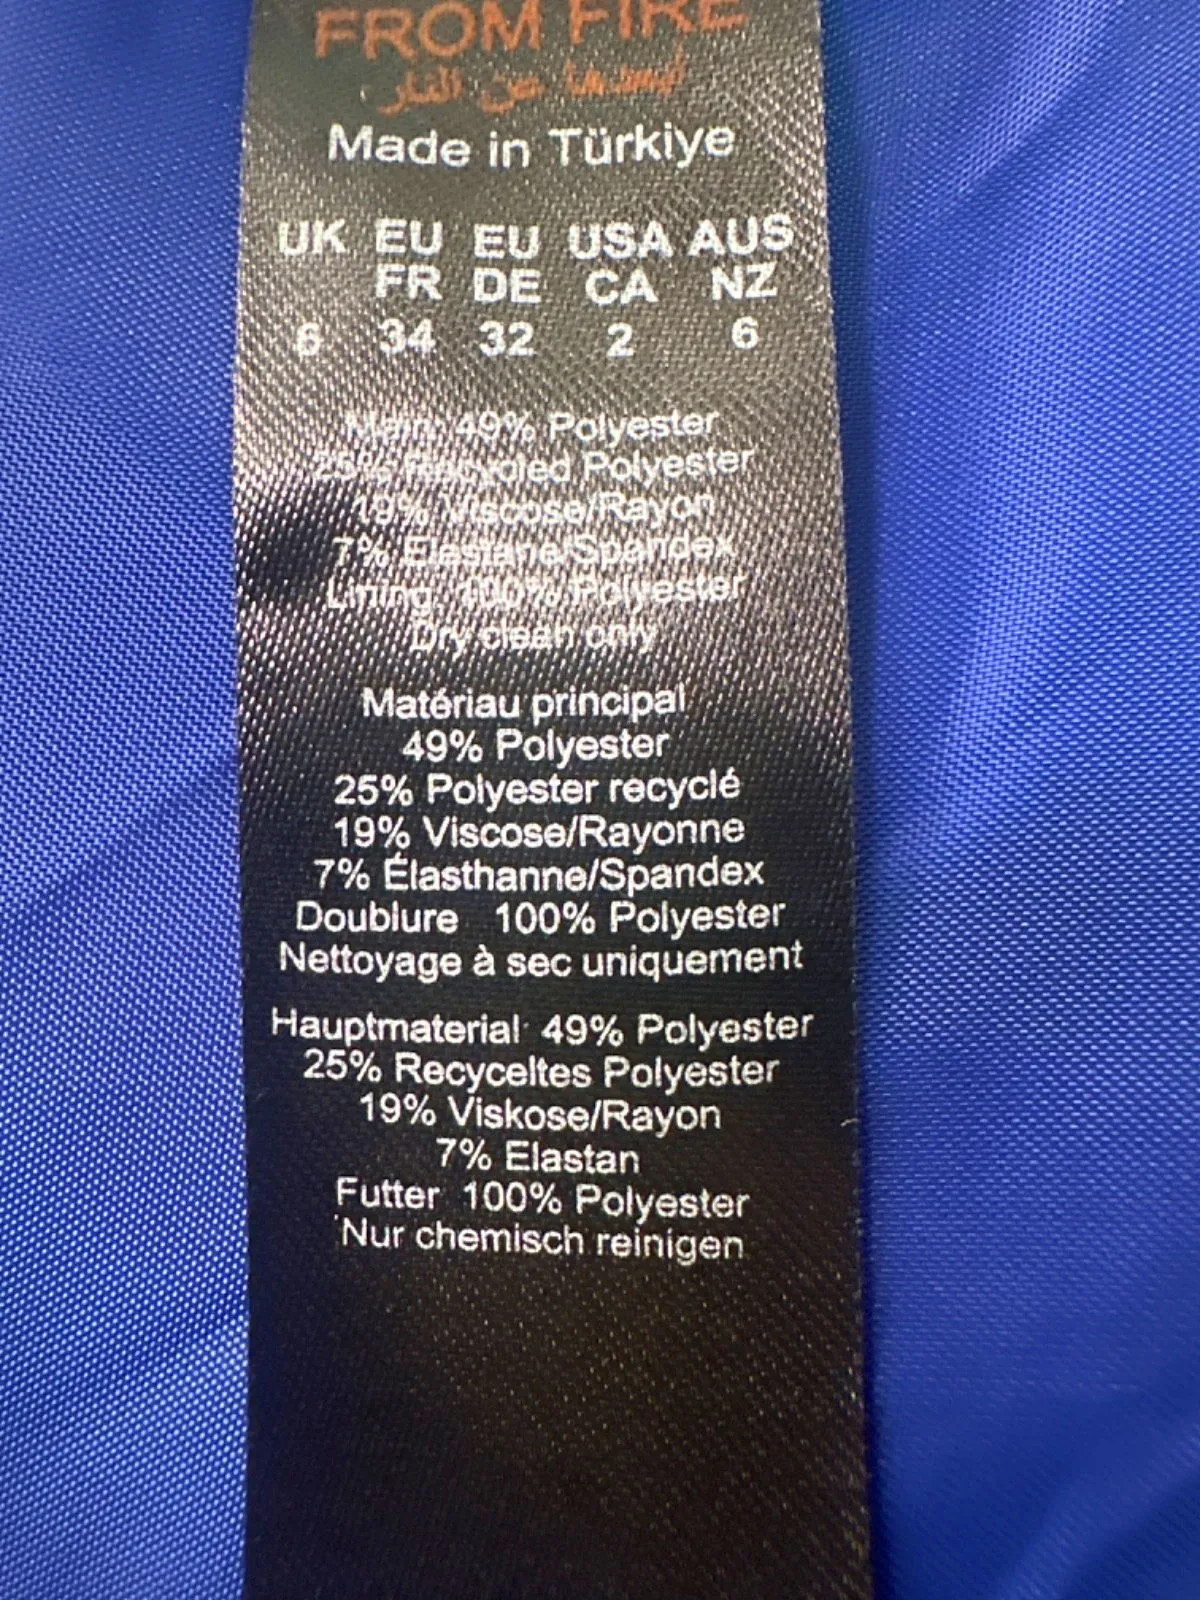 FROM FIRE
أبعدها عن النار
Made in Türkiye
UK EU EU USA AUS
FR DE CA NZ
6 34 32 2 6
Main: 49% Polyester
25% Recycled Polyester
19% Viscose/Rayon
7% Elastane/Spandex
Lining: 100% Polyester
Dry clean only
Matériau principal
49% Polyester
25% Polyester recyclé
19% Viscose/Rayonne
7% Élasthanne/Spandex
Doublure 100% Polyester
Nettoyage à sec uniquement
Hauptmaterial 49% Polyester
25% Recyceltes Polyester
19% Viskose/Rayon
7% Elastan
Futter 100% Polyester
Nur chemisch reinigen